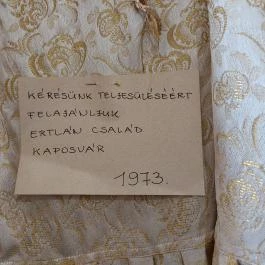 KÉRÉSÜNK TELJESÜLÉSÉÉRT
FELAJÁNLJUK
ERTLÁN CSALÁD
KAPOSVÁR
1973.